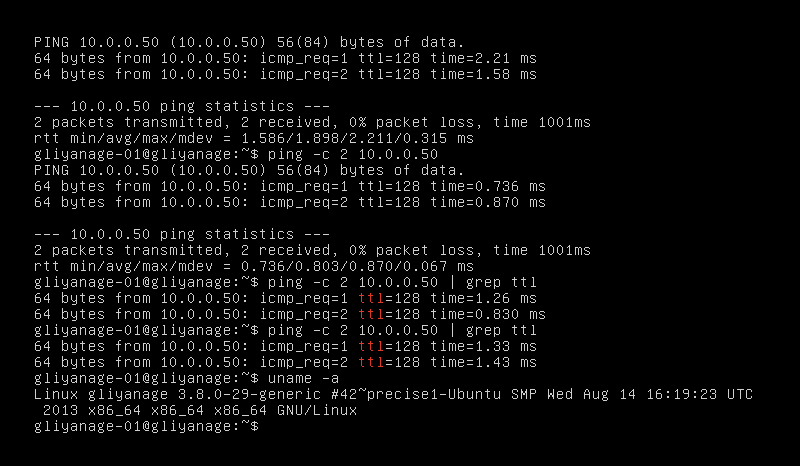 PING 10.0.0.50 (10.0.0.50) 56(84) bytes of data.
64 bytes from 10.0.0.50: icmp_req=1 ttl=128 time=2.21 ms
64 bytes from 10.0.0.50: icmp_req=2 ttl=128 time=1.58 ms
--- 10.0.0.50 ping statistics ---
2 packets transmitted, 2 received, 0% packet loss, time 1001ms
rtt min/avg/max/mdev = 1.586/1.898/2.211/0.315 ms
gliyanage-01@gliyanage:~$ ping -c 2 10.0.0.50
PING 10.0.0.50 (10.0.0.50) 56(84) bytes of data.
64 bytes from 10.0.0.50: icmp_req=1 ttl=128 time=0.736 ms
64 bytes from 10.0.0.50: icmp_req=2 ttl=128 time=0.870 ms
--- 10.0.0.50 ping statistics ---
2 packets transmitted, 2 received, 0% packet loss, time 1001ms
rtt min/avg/max/mdev = 0.736/0.803/0.870/0.067 ms
gliyanage-01@gliyanage:~$ ping -c 2 10.0.0.50 | grep ttl
64 bytes from 10.0.0.50: icmp_req=1 ttl=128 time=1.26 ms
64 bytes from 10.0.0.50: icmp_req=2 ttl=128 time=0.830 ms
gliyanage-01@gliyanage:~$ ping -c 2 10.0.0.50 | grep ttl
64 bytes from 10.0.0.50: icmp_req=1 ttl=128 time=1.33 ms
64 bytes from 10.0.0.50: icmp_req=2 ttl=128 time=1.43 ms
gliyanage-01@gliyanage:~$ uname -a
Linux gliyanage 3.8.0-29-generic #42~precise1-Ubuntu SMP Wed Aug 14 16:19:23 UTC
 2013 x86_64 x86_64 x86_64 GNU/Linux
gliyanage-01@gliyanage:~$